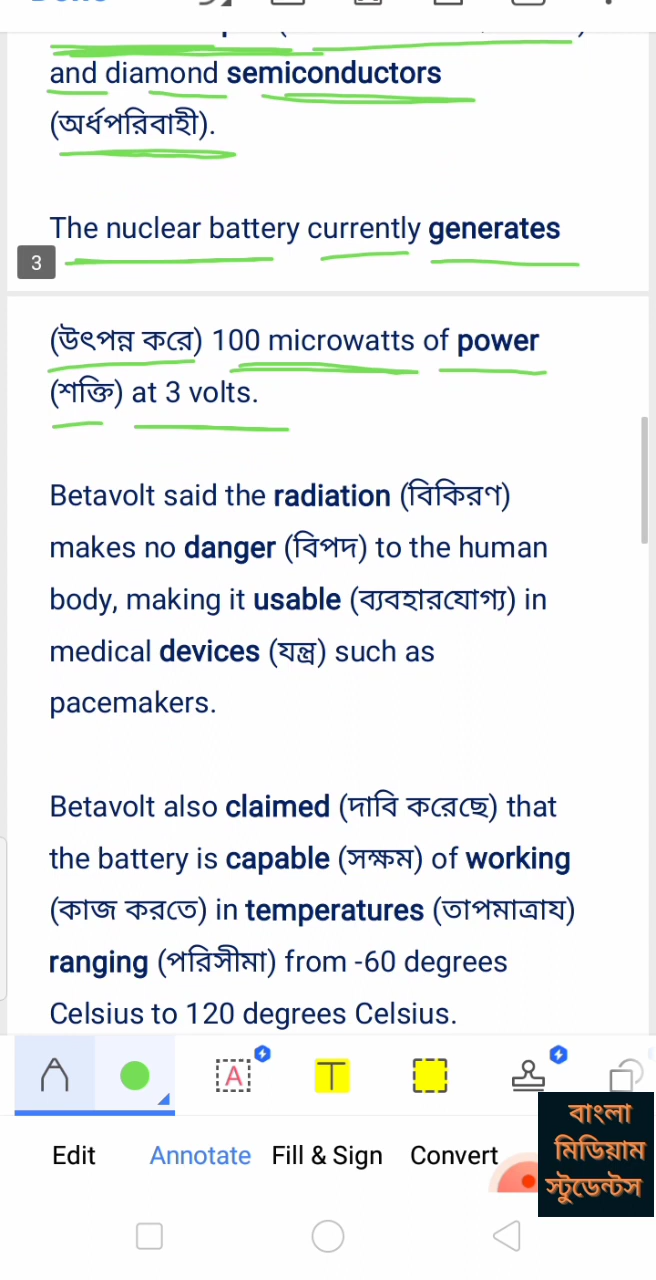 and diamond semiconductors
(অর্ধপরিবাহী).
The nuclear battery currently generates
3
(উৎপন্ন করে) 100 microwatts of power
(শক্তি) at 3 volts.
Betavolt said the radiation (বিকিরণ)
makes no danger (বিপদ) to the human
body, making it usable (ব্যবহারযোগ্য) in
medical devices (যন্ত্র) such as
pacemakers.
Betavolt also claimed (দাবি করেছে) that
the battery is capable (সক্ষম) of working
(কাজ করতে) in temperatures (তাপমাত্রায)
ranging (পরিসীমা) from -60 degrees
Celsius to 120 degrees Celsius.
A T
Edit Annotate Fill & Sign Convert
বাংলা
মিডিয়াম
স্টুডেন্টস